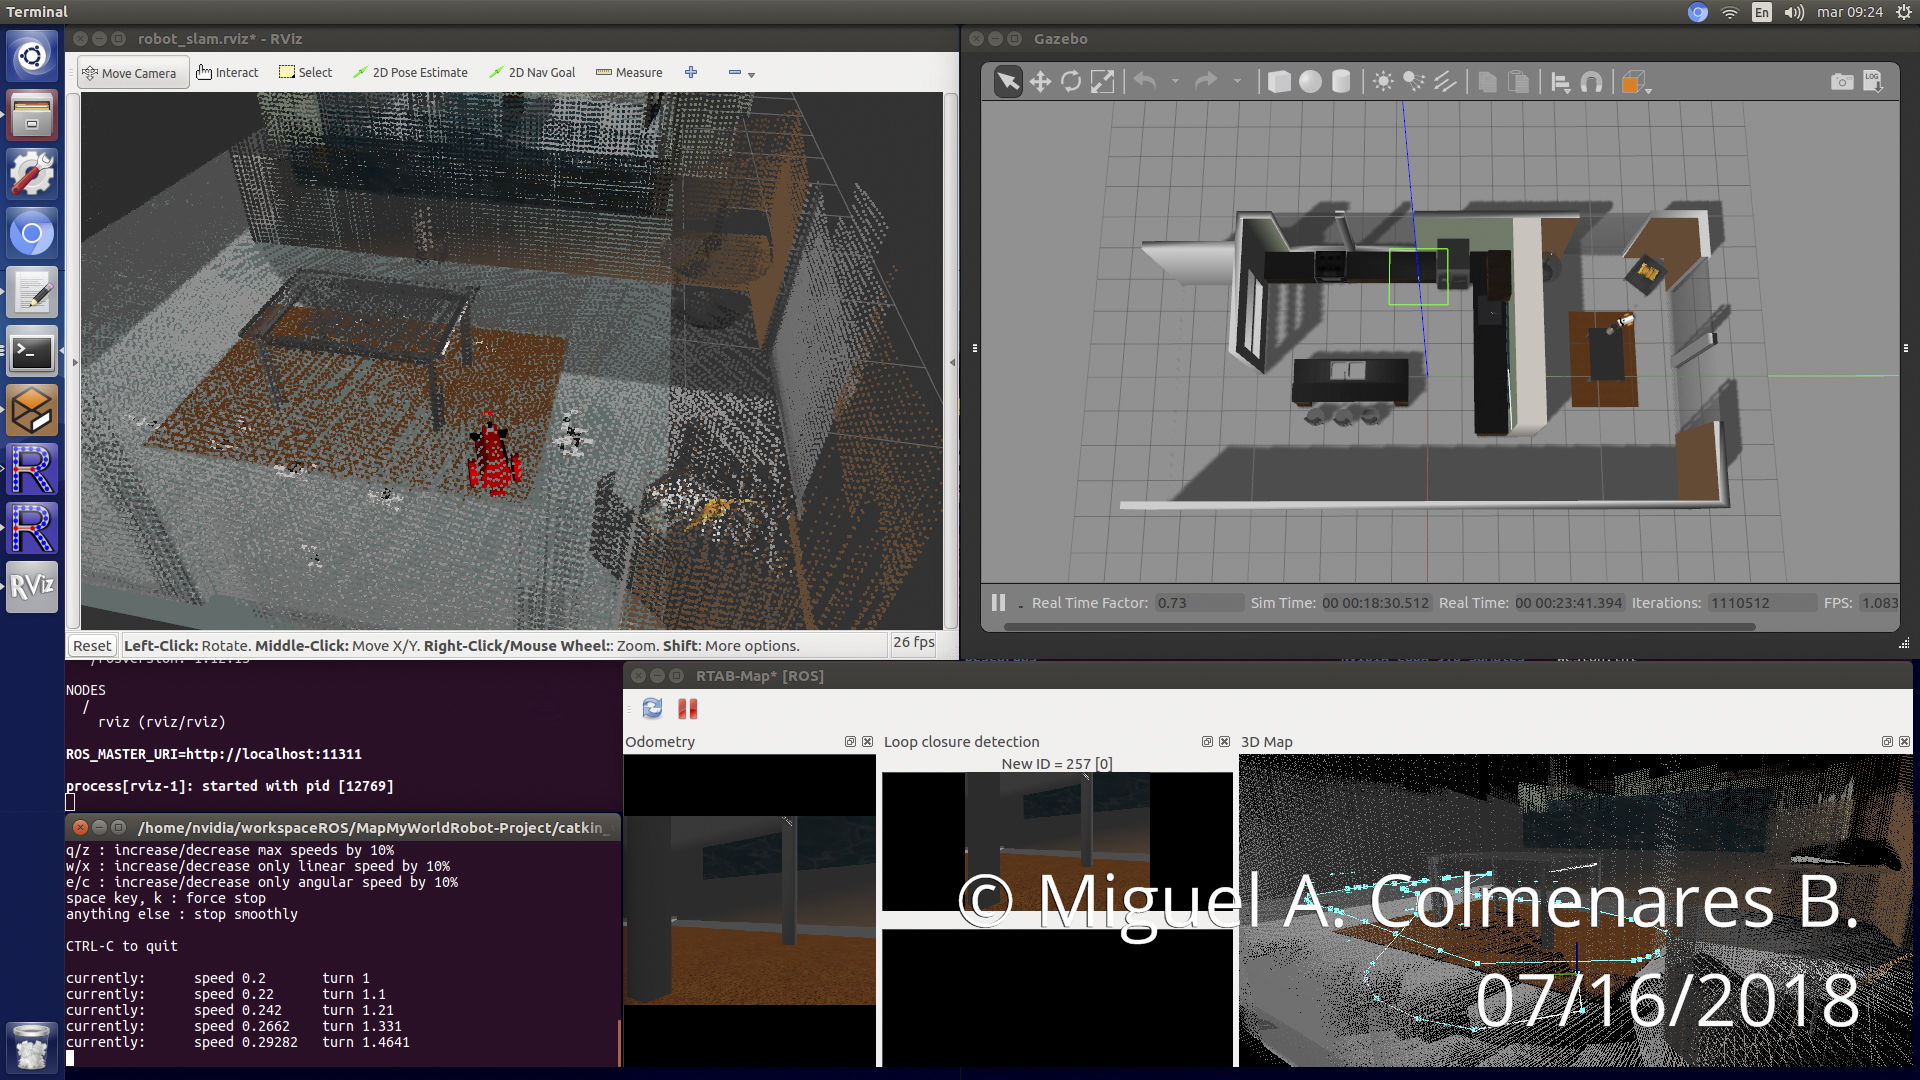 Terminal
En
mar 09:24
robot_slam.rviz* - RViz
Move Camera
Interact
Select
2D Pose Estimate
2D Nav Goal
Measure
Reset
Left-Click: Rotate. Middle-Click: Move X/Y. Right-Click/Mouse Wheel:: Zoom. Shift: More options.
26 fps
Gazebo
LOG
Real Time Factor: 0.73
Sim Time: 00 00:18:30.512
Real Time: 00 00:23:41.394
Iterations: 1110512
FPS: 1.083
RViz
NODES
/
rviz (rviz/rviz)
ROS_MASTER_URI=http://localhost:11311
process[rviz-1]: started with pid [12769]
/home/nvidia/workspaceROS/MapMyWorldRobot-Project/catkin_
q/z : increase/decrease max speeds by 10%
w/x : increase/decrease only linear speed by 10%
e/c : increase/decrease only angular speed by 10%
space key, k : force stop
anything else : stop smoothly
CTRL-C to quit
currently: speed 0.2 turn 1
currently: speed 0.22 turn 1.1
currently: speed 0.242 turn 1.21
currently: speed 0.2662 turn 1.331
currently: speed 0.29282 turn 1.4641
RTAB-Map* [ROS]
Odometry
Loop closure detection
New ID = 257 [0]
3D Map
© Miguel A. Colmenares B.
07/16/2018